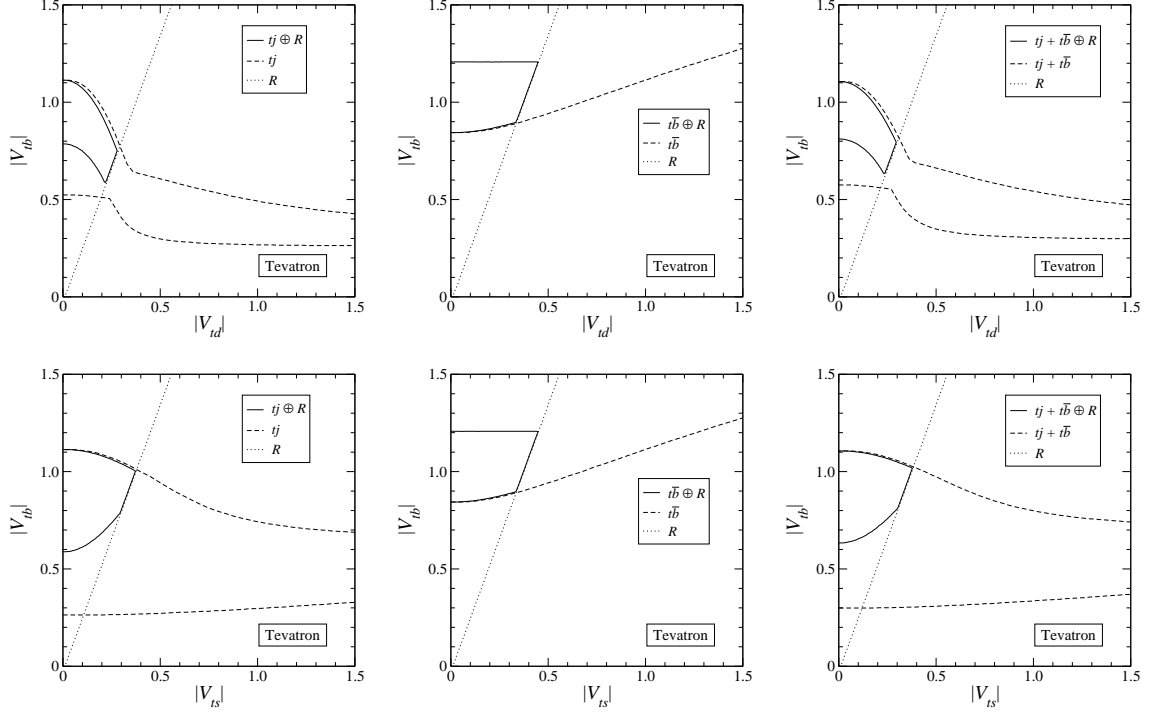 1.5
1.0
0.5
0
|V_tb|
tj ⊕ R
tj
R
Tevatron
0 0.5 1.0 1.5
|V_td|
1.5
1.0
0.5
0
|V_tb|
tb̅ ⊕ R
tb̅
R
Tevatron
0 0.5 1.0 1.5
|V_td|
1.5
1.0
0.5
0
|V_tb|
tj + tb̅ ⊕ R
tj + tb̅
R
Tevatron
0 0.5 1.0 1.5
|V_td|
1.5
1.0
0.5
0
|V_tb|
tj ⊕ R
tj
R
Tevatron
0 0.5 1.0 1.5
|V_ts|
1.5
1.0
0.5
0
|V_tb|
tb̅ ⊕ R
tb̅
R
Tevatron
0 0.5 1.0 1.5
|V_ts|
1.5
1.0
0.5
0
|V_tb|
tj + tb̅ ⊕ R
tj + tb̅
R
Tevatron
0 0.5 1.0 1.5
|V_ts|